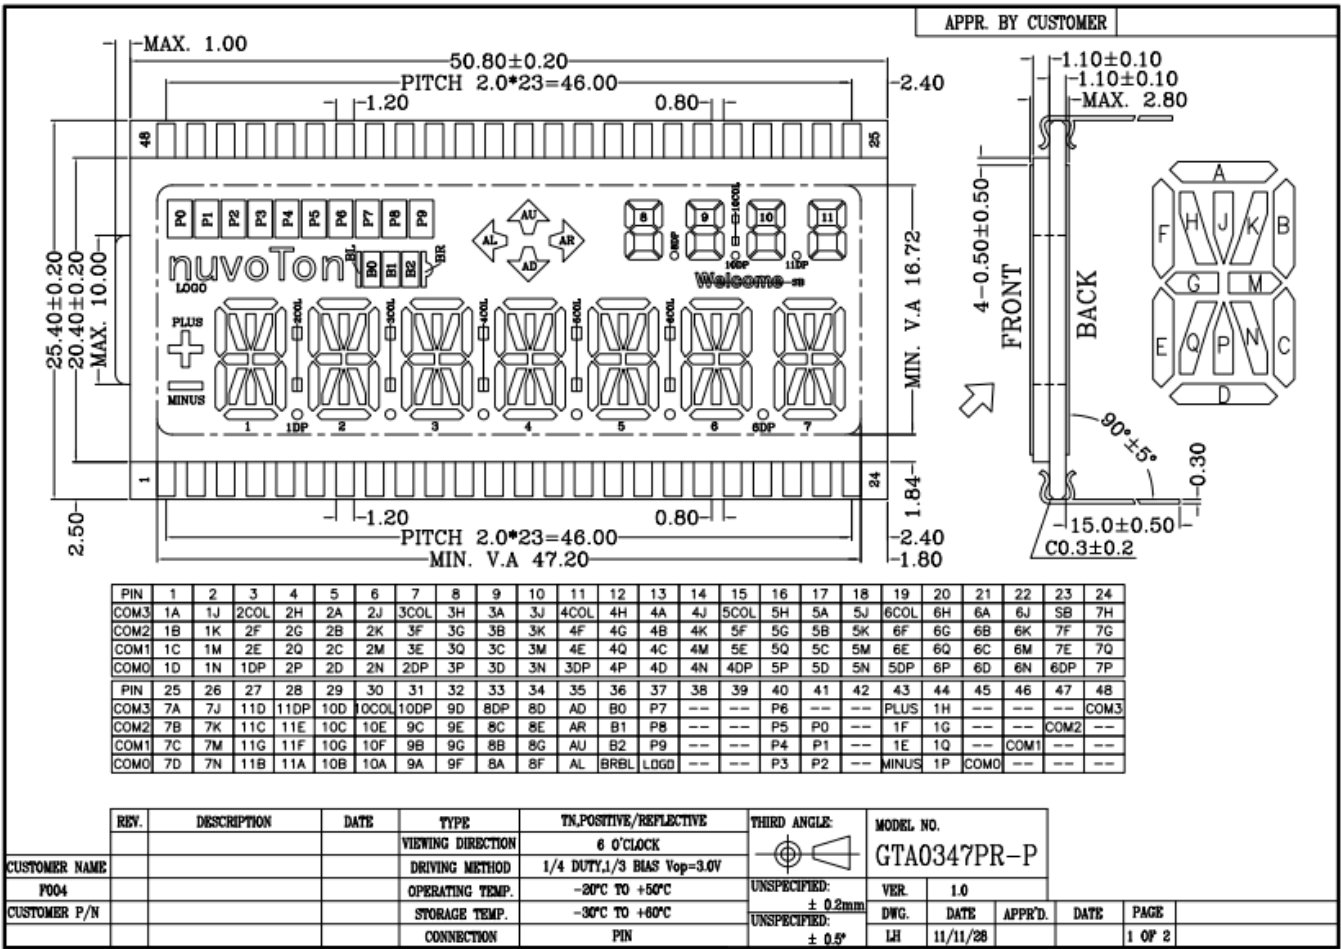 APPR. BY CUSTOMER
MAX. 1.00
50.80±0.20
PITCH 2.0*23=46.00
2.40
1.20
0.80
1.10±0.10
1.10±0.10
MAX. 2.80
48
25
P0 P1 P2 P3 P4 P5 P6 P7 P8 P9
AU
AL
AR
AD
8 9 10COL 10 11
8DP
10DP
11DP
nuvoTon
LOGO
BL B0 B1 B2 BR
Welcome SB
PLUS
MINUS
2COL 3COL 4COL 5COL 6COL
1 1DP 2 3 4 5 6 6DP 7
25.40±0.20
20.40±0.20
MAX. 10.00
MIN. V.A 16.72
4-0.50±0.50
FRONT
BACK
A
F H J K B
G M
E Q P N C
D
90°±5°
0.30
15.0±0.50
C0.3±0.2
1
24
2.50
1.84
1.20
0.80
PITCH 2.0*23=46.00
2.40
MIN. V.A 47.20
1.80
PIN 1 2 3 4 5 6 7 8 9 10 11 12 13 14 15 16 17 18 19 20 21 22 23 24
COM3 1A 1J 2COL 2H 2A 2J 3COL 3H 3A 3J 4COL 4H 4A 4J 5COL 5H 5A 5J 6COL 6H 6A 6J SB 7H
COM2 1B 1K 2F 2G 2B 2K 3F 3G 3B 3K 4F 4G 4B 4K 5F 5G 5B 5K 6F 6G 6B 6K 7F 7G
COM1 1C 1M 2E 2Q 2C 2M 3E 3Q 3C 3M 4E 4Q 4C 4M 5E 5Q 5C 5M 6E 6Q 6C 6M 7E 7Q
COM0 1D 1N 1DP 2P 2D 2N 2DP 3P 3D 3N 3DP 4P 4D 4N 4DP 5P 5D 5N 5DP 6P 6D 6N 6DP 7P
PIN 25 26 27 28 29 30 31 32 33 34 35 36 37 38 39 40 41 42 43 44 45 46 47 48
COM3 7A 7J 11D 11DP 10D 10COL 10DP 9D 8DP 8D AD B0 P7 -- -- P6 -- -- PLUS 1H -- -- -- COM3
COM2 7B 7K 11C 11E 10C 10E 9C 9E 8C 8E AR B1 P8 -- -- P5 P0 -- 1F 1G -- -- COM2 --
COM1 7C 7M 11G 11F 10G 10F 9B 9G 8B 8G AU B2 P9 -- -- P4 P1 -- 1E 1Q -- COM1 -- --
COM0 7D 7N 11B 11A 10B 10A 9A 9F 8A 8F AL BRBL LOGO -- -- P3 P2 -- MINUS 1P COM0 -- -- --
REV. DESCRIPTION DATE TYPE TN,POSITIVE/REFLECTIVE THIRD ANGLE: MODEL NO.
VIEWING DIRECTION 6 O'CLOCK
GTA0347PR-P
CUSTOMER NAME DRIVING METHOD 1/4 DUTY,1/3 BIAS Vop=3.0V
F004 OPERATING TEMP. -20°C TO +50°C UNSPECIFIED: ± 0.2mm VER. 1.0
CUSTOMER P/N STORAGE TEMP. -30°C TO +60°C UNSPECIFIED: ± 0.5° DWG. DATE APPR'D. DATE PAGE
CONNECTION PIN LH 11/11/28 1 OF 2